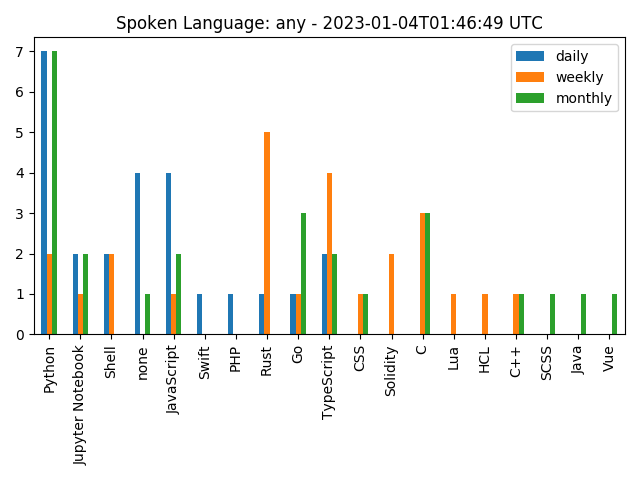 Spoken Language: any - 2023-01-04T01:46:49 UTC
daily
weekly
monthly
7
6
5
4
3
2
1
0
Python
Jupyter Notebook
Shell
none
JavaScript
Swift
PHP
Rust
Go
TypeScript
CSS
Solidity
C
Lua
HCL
C++
SCSS
Java
Vue